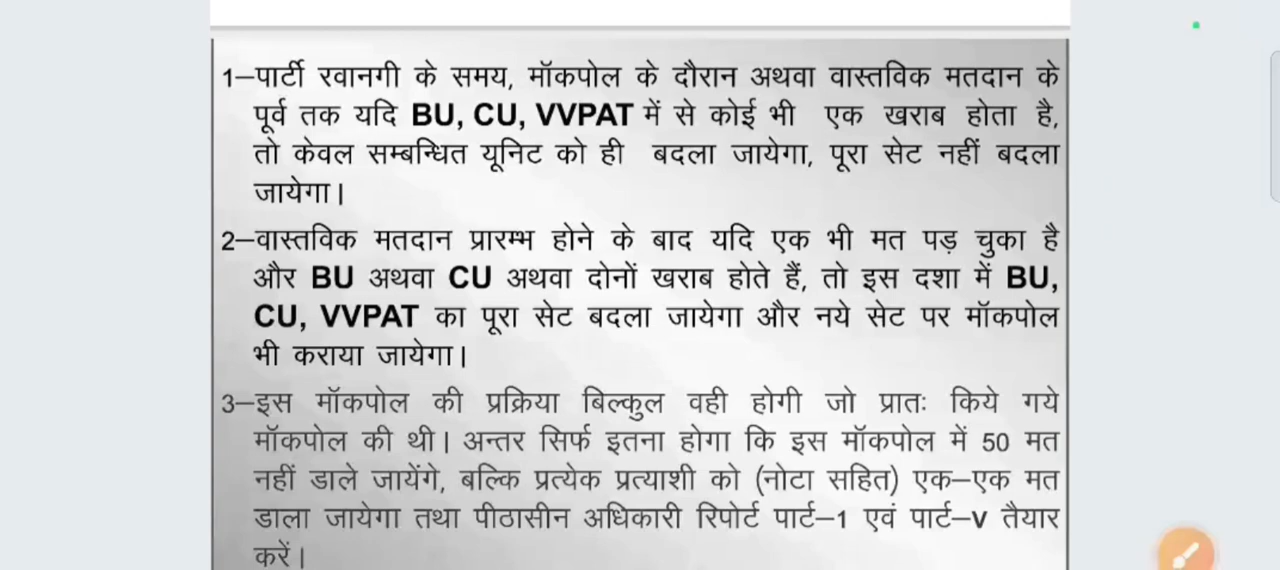 1–पार्टी रवानगी के समय, मॉकपोल के दौरान अथवा वास्तविक मतदान के
पूर्व तक यदि BU, CU, VVPAT में से कोई भी एक खराब होता है,
तो केवल सम्बन्धित यूनिट को ही बदला जायेगा, पूरा सेट नहीं बदला
जायेगा।
2–वास्तविक मतदान प्रारम्भ होने के बाद यदि एक भी मत पड़ चुका है
और BU अथवा CU अथवा दोनों खराब होते हैं, तो इस दशा में BU,
CU, VVPAT का पूरा सेट बदला जायेगा और नये सेट पर मॉकपोल
भी कराया जायेगा।
3–इस मॉकपोल की प्रक्रिया बिल्कुल वही होगी जो प्रातः किये गये
मॉकपोल की थी। अन्तर सिर्फ इतना होगा कि इस मॉकपोल में 50 मत
नहीं डाले जायेंगे, बल्कि प्रत्येक प्रत्याशी को (नोटा सहित) एक–एक मत
डाला जायेगा तथा पीठासीन अधिकारी रिपोर्ट पार्ट–1 एवं पार्ट–V तैयार
करें।